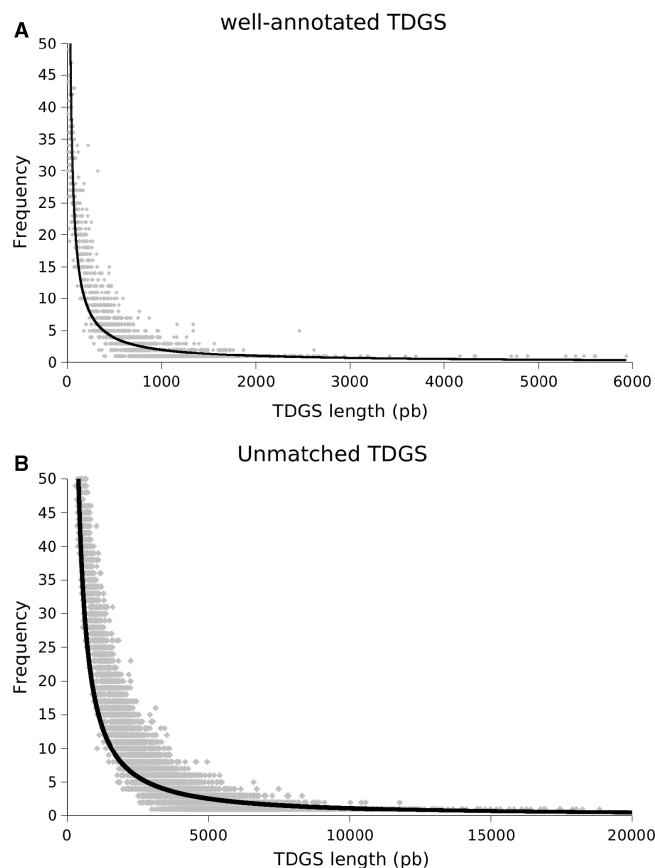 A
well-annotated TDGS
50
45
40
35
30
25
20
15
10
5
0
Frequency
0 1000 2000 3000 4000 5000 6000
TDGS length (pb)
B
Unmatched TDGS
50
45
40
35
30
25
20
15
10
5
0
Frequency
0 5000 10000 15000 20000
TDGS length (pb)